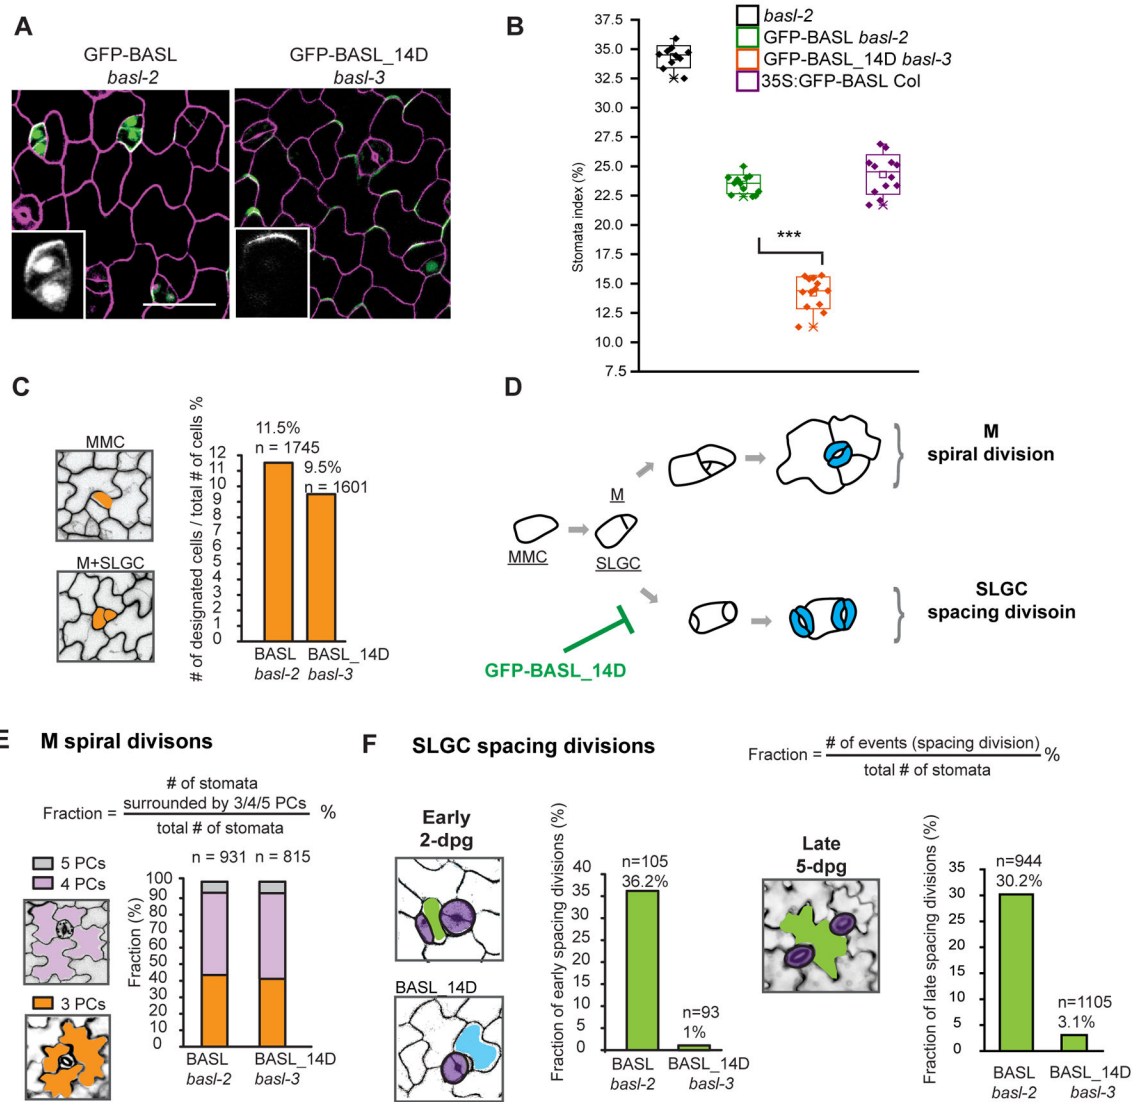 A
GFP-BASL
basl-2
GFP-BASL_14D
basl-3
B
basl-2
GFP-BASL basl-2
GFP-BASL_14D basl-3
35S:GFP-BASL Col
Stomata index (%)
37.5
35.0
32.5
30.0
27.5
25.0
22.5
20.0
17.5
15.0
12.5
10.0
7.5
***
C
MMC
M+SLGC
# of designated cells / total # of cells %
12
11
10
9
8
7
6
5
4
3
2
1
0
11.5%
n = 1745
9.5%
n = 1601
BASL
basl-2
BASL_14D
basl-3
D
MMC
M
SLGC
M
spiral division
SLGC
spacing divisoin
GFP-BASL_14D
E
M spiral divisons
Fraction =
# of stomata
surrounded by 3/4/5 PCs
total # of stomata
%
5 PCs
4 PCs
3 PCs
n = 931
n = 815
Fraction (%)
100
90
80
70
60
50
40
30
20
10
0
BASL
basl-2
BASL_14D
basl-3
F
SLGC spacing divisions
Fraction =
# of events (spacing division)
total # of stomata
%
Early
2-dpg
BASL_14D
Fraction of early spacing divisions (%)
40
35
30
25
20
15
10
5
0
n=105
36.2%
n=93
1%
BASL
basl-2
BASL_14D
basl-3
Late
5-dpg
Fraction of late spacing divisions (%)
35
30
35
20
15
10
5
0
n=944
30.2%
n=1105
3.1%
BASL
basl-2
BASL_14D
basl-3